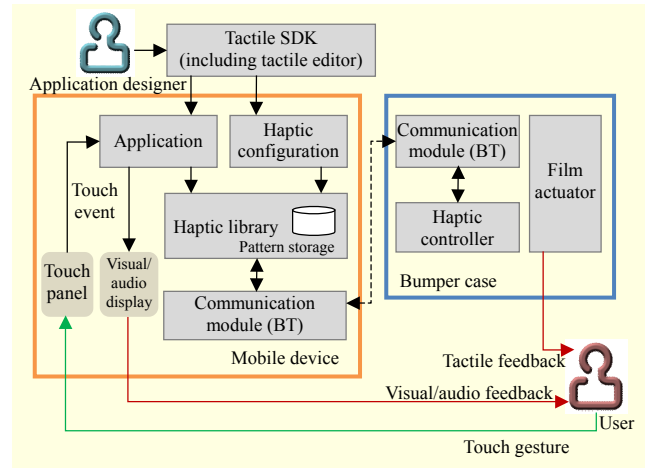 Tactile SDK
(including tactile editor)
Application designer
Application
Haptic
configuration
Communication
module (BT)
Film
actuator
Touch
event
Haptic library
Pattern storage
Haptic
controller
Touch
panel
Visual/
audio
display
Communication
module (BT)
Bumper case
Mobile device
Tactile feedback
Visual/audio feedback
User
Touch gesture